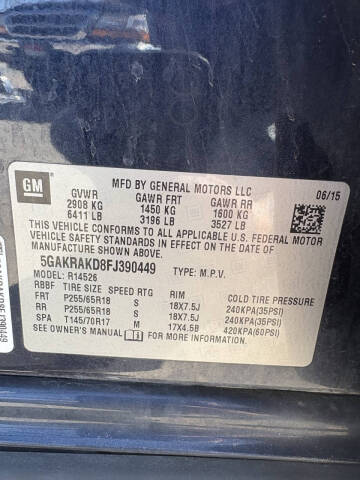 GM
MFD BY GENERAL MOTORS LLC
06/15
GVWR GAWR FRT GAWR RR
2908 KG 1450 KG 1600 KG
6411 LB 3196 LB 3527 LB
THIS VEHICLE CONFORMS TO ALL APPLICABLE U.S.
FEDERAL MOTOR VEHICLE SAFETY STANDARDS IN
EFFECT ON THE DATE OF MANUFACTURE SHOWN ABOVE.
5GAKRAKD8FJ390449 TYPE: M.P.V.
MODEL: R14526
RBBF TIRE SIZE SPEED RTG RIM COLD TIRE PRESSURE
FRT P255/65R18 S 18X7.5J 240KPA(35PSI)
RR P255/65R18 S 18X7.5J 240KPA(35PSI)
SPA T145/70R17 M 17X4.5B 420KPA(60PSI)
SEE OWNER'S MANUAL FOR MORE INFORMATION.